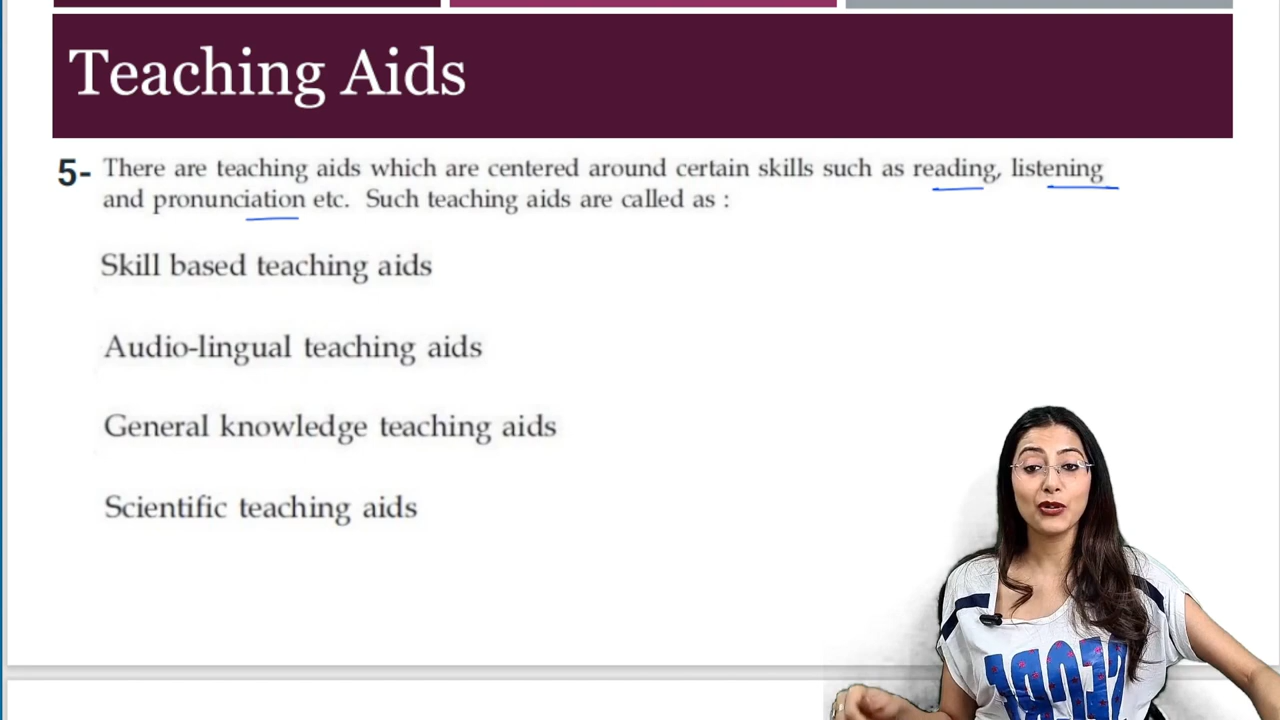 Teaching Aids
5- There are teaching aids which are centered around certain skills such as reading, listening
and pronunciation etc. Such teaching aids are called as :
Skill based teaching aids
Audio-lingual teaching aids
General knowledge teaching aids
Scientific teaching aids